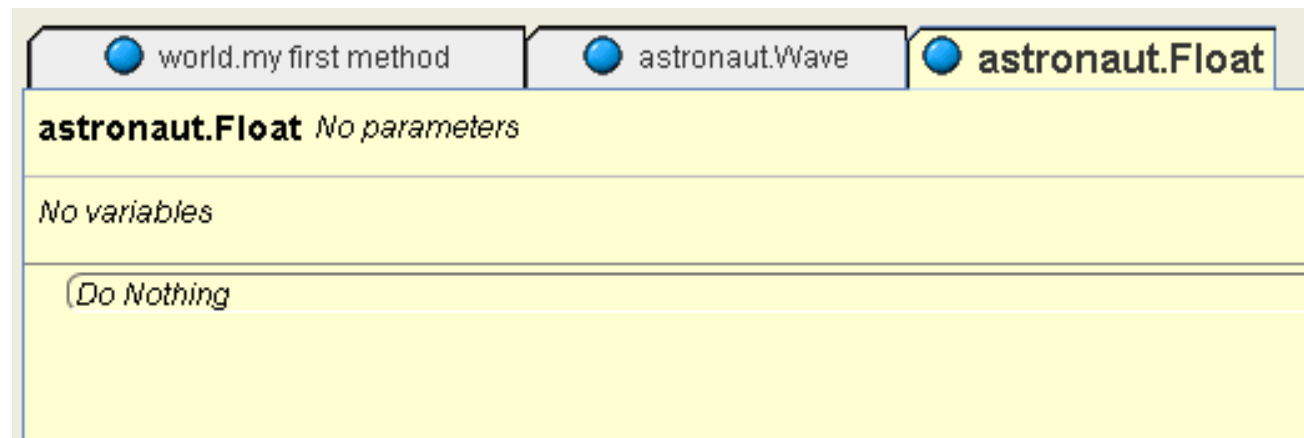 world.my first method astronaut.Wave astronaut.Float
astronaut.Float No parameters
No variables
Do Nothing